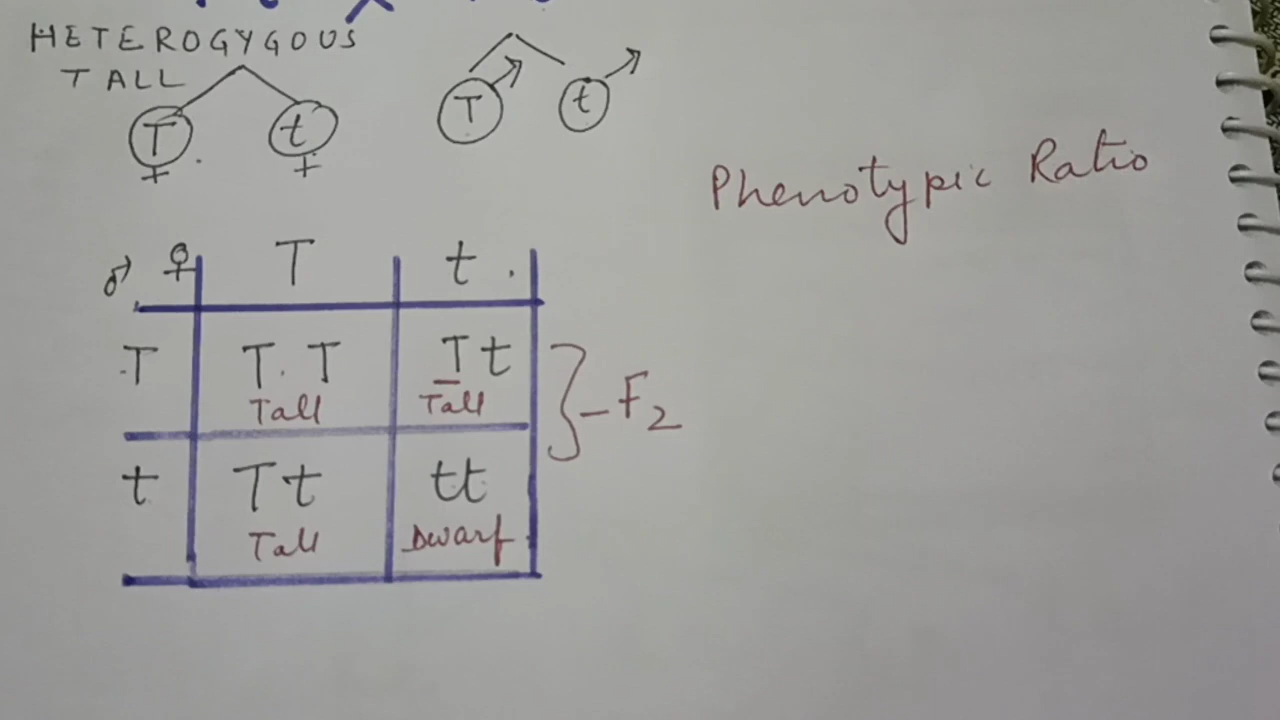 HETEROGYGOUS
TALL
T t T t
♀ ♀
Phenotypic Ratio
♂ ♀ T t
T T.T Tt
Tall Tall
F2
t Tt tt
Tall Dwarf